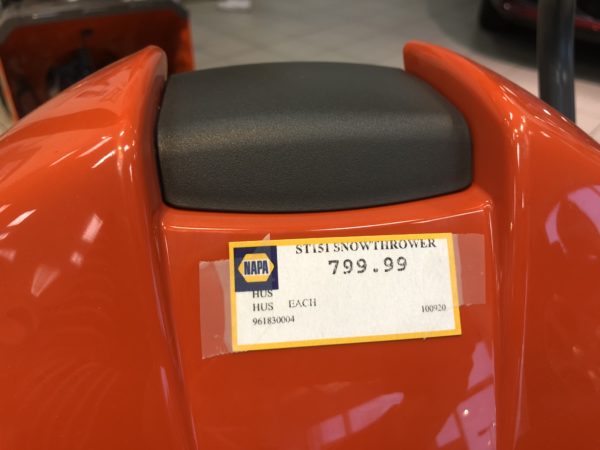 ST151 SNOWTHROWER
799.99
NAPA
HUS
HUS EACH
961830004
100920